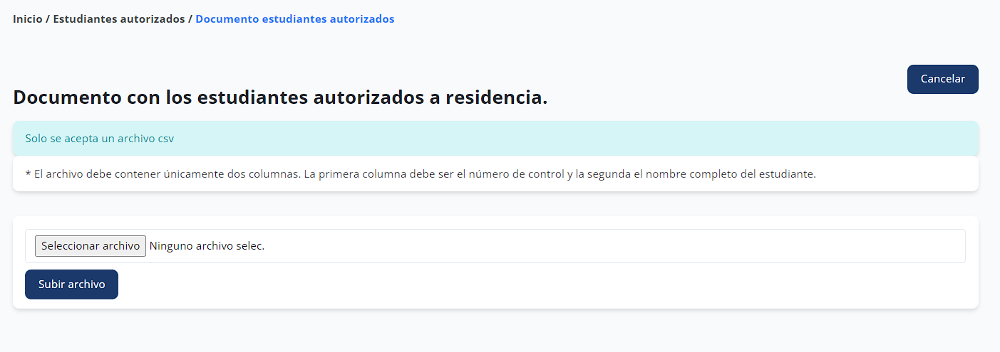 Inicio / Estudiantes autorizados / Documento estudiantes autorizados
Cancelar
Documento con los estudiantes autorizados a residencia.
Solo se acepta un archivo csv
* El archivo debe contener únicamente dos columnas. La primera columna debe ser el número de control y la segunda el nombre completo del estudiante.
Seleccionar archivo Ninguno archivo selec.
Subir archivo